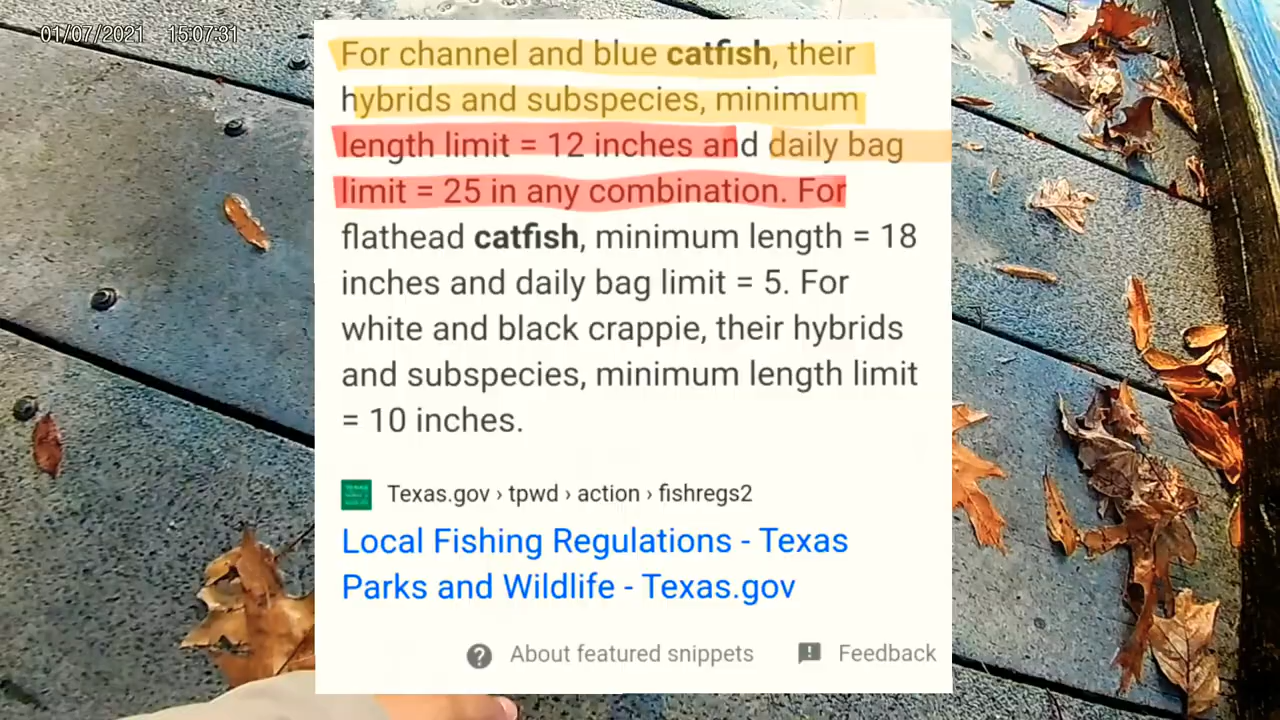 01/07/2021 15:07:31
For channel and blue catfish, their
hybrids and subspecies, minimum
length limit = 12 inches and daily bag
limit = 25 in any combination. For
flathead catfish, minimum length = 18
inches and daily bag limit = 5. For
white and black crappie, their hybrids
and subspecies, minimum length limit
= 10 inches.
Texas.gov › tpwd › action › fishregs2
Local Fishing Regulations - Texas
Parks and Wildlife - Texas.gov
About featured snippets
Feedback